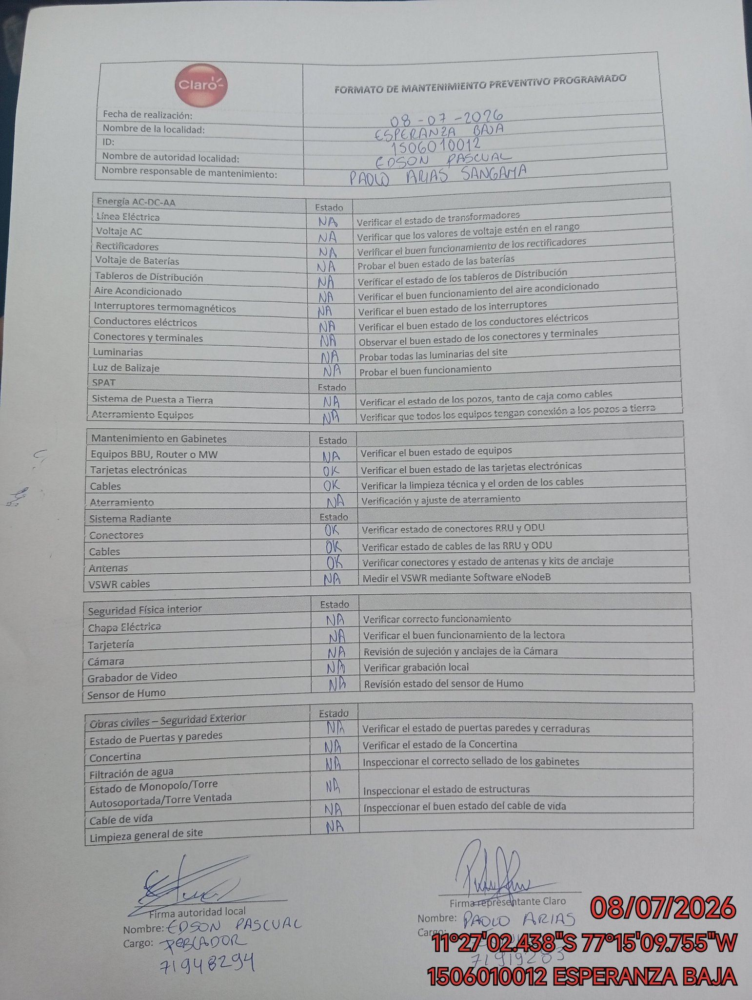 Claro
FORMATO DE MANTENIMIENTO PREVENTIVO PROGRAMADO
Fecha de realización: 08-07-2026
Nombre de la localidad: ESPERANZA BAJA
ID: 1506010012
Nombre de autoridad localidad: EDSON PASCUAL
Nombre responsable de mantenimiento: PAOLO ARIAS SANGAMA
Energía AC-DC-AA Estado
Línea Eléctrica NA Verificar el estado de transformadores
Voltaje AC NA Verificar que los valores de voltaje estén en el rango
Rectificadores NA Verificar el buen funcionamiento de los rectificadores
Voltaje de Baterías NA Probar el buen estado de las baterías
Tableros de Distribución NA Verificar el estado de los tableros de Distribución
Aire Acondicionado NA Verificar el buen funcionamiento del aire acondicionado
Interruptores termomagnéticos NA Verificar el buen estado de los interruptores
Conductores eléctricos NA Verificar el buen estado de los conductores eléctricos
Conectores y terminales NA Observar el buen estado de los conectores y terminales
Luminarias NA Probar todas las luminarias del site
Luz de Balizaje NA Probar el buen funcionamiento
SPAT Estado
Sistema de Puesta a Tierra NA Verificar el estado de los pozos, tanto de caja como cables
Aterramiento Equipos NA Verificar que todos los equipos tengan conexión a los pozos a tierra
Mantenimiento en Gabinetes Estado
Equipos BBU, Router o MW NA Verificar el buen estado de equipos
Tarjetas electrónicas OK Verificar el buen estado de las tarjetas electrónicas
Cables OK Verificar la limpieza técnica y el orden de los cables
Aterramiento NA Verificación y ajuste de aterramiento
Sistema Radiante Estado
Conectores OK Verificar estado de conectores RRU y ODU
Cables OK Verificar estado de cables de las RRU y ODU
Antenas OK Verificar conectores y estado de antenas y kits de anclaje
VSWR cables NA Medir el VSWR mediante Software eNodeB
Seguridad Física interior Estado
Chapa Eléctrica NA Verificar correcto funcionamiento
Tarjetería NA Verificar el buen funcionamiento de la lectora
Cámara NA Revisión de sujeción y anclajes de la Cámara
Grabador de Video NA Verificar grabación local
Sensor de Humo NA Revisión estado del sensor de Humo
Obras civiles – Seguridad Exterior Estado
Estado de Puertas y paredes NA Verificar el estado de puertas paredes y cerraduras
Concertina NA Verificar el estado de la Concertina
Filtración de agua NA Inspeccionar el correcto sellado de los gabinetes
Estado de Monopolo/Torre
Autosoportada/Torre Ventada NA Inspeccionar el estado de estructuras
Cable de vida NA Inspeccionar el buen estado del cable de vida
Limpieza general de site NA
Firma autoridad local
Nombre: EDSON PASCUAL
Cargo: POBLADOR
71948294
Firma representante Claro
Nombre: PAOLO ARIAS
Cargo:
71919283
08/07/2026
11°27'02.438"S 77°15'09.755"W
1506010012 ESPERANZA BAJA